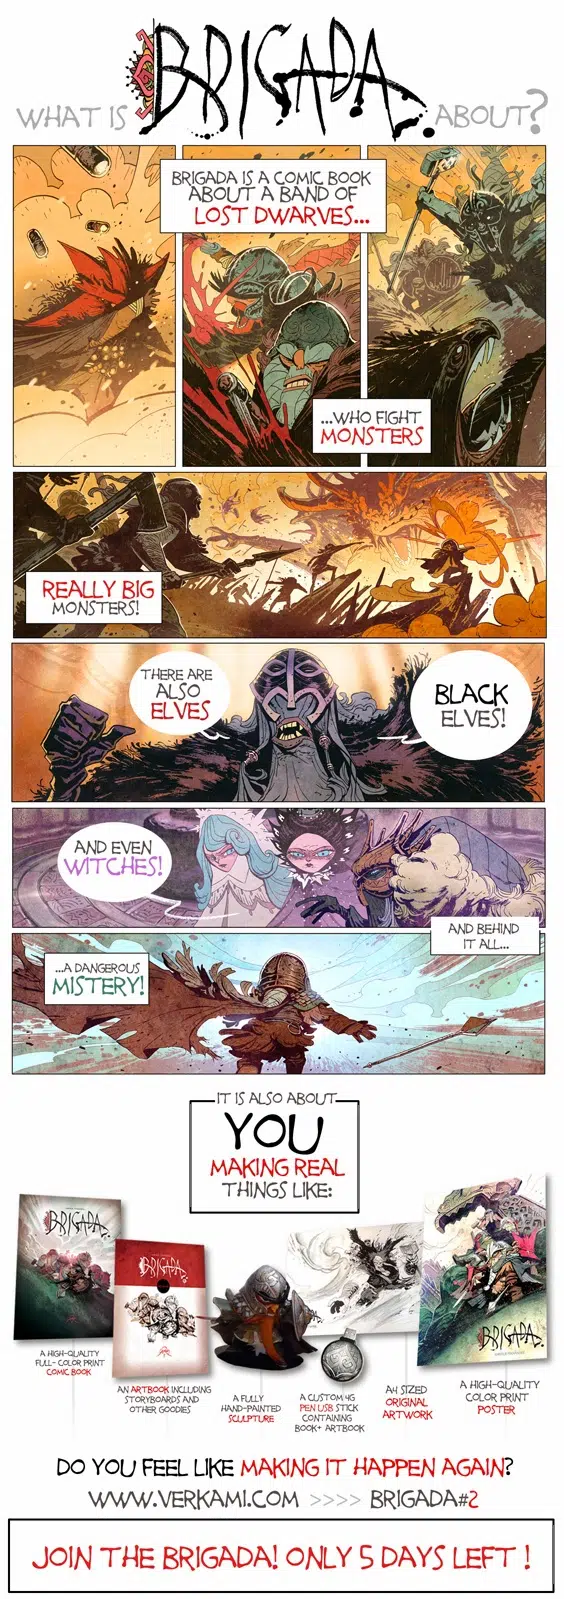 BRIGADA
WHAT IS
ABOUT?
BRIGADA IS A COMIC BOOK
ABOUT A BAND OF
LOST DWARVES...
...WHO FIGHT
MONSTERS
REALLY BIG
MONSTERS!
THERE ARE
ALSO
ELVES
BLACK
ELVES!
AND EVEN
WITCHES!
AND BEHIND
IT ALL...
...A DANGEROUS
MISTERY!
IT IS ALSO ABOUT
YOU
MAKING REAL
THINGS LIKE:
BRIGADA
BRIGADA
BRIGADA
A HIGH-QUALITY
FULL-COLOR PRINT
COMIC BOOK
AN ARTBOOK INCLUDING
STORYBOARDS AND
OTHER GOODIES
A FULLY
HAND-PAINTED
SCULPTURE
A CUSTOM 4G
PEN USB STICK
CONTAINING
BOOK+ ARTBOOK
A4 SIZED
ORIGINAL
ARTWORK
A HIGH-QUALITY
COLOR PRINT
POSTER
DO YOU FEEL LIKE MAKING IT HAPPEN AGAIN?
WWW.VERKAMI.COM >>>> BRIGADA#2
JOIN THE BRIGADA! ONLY 5 DAYS LEFT !